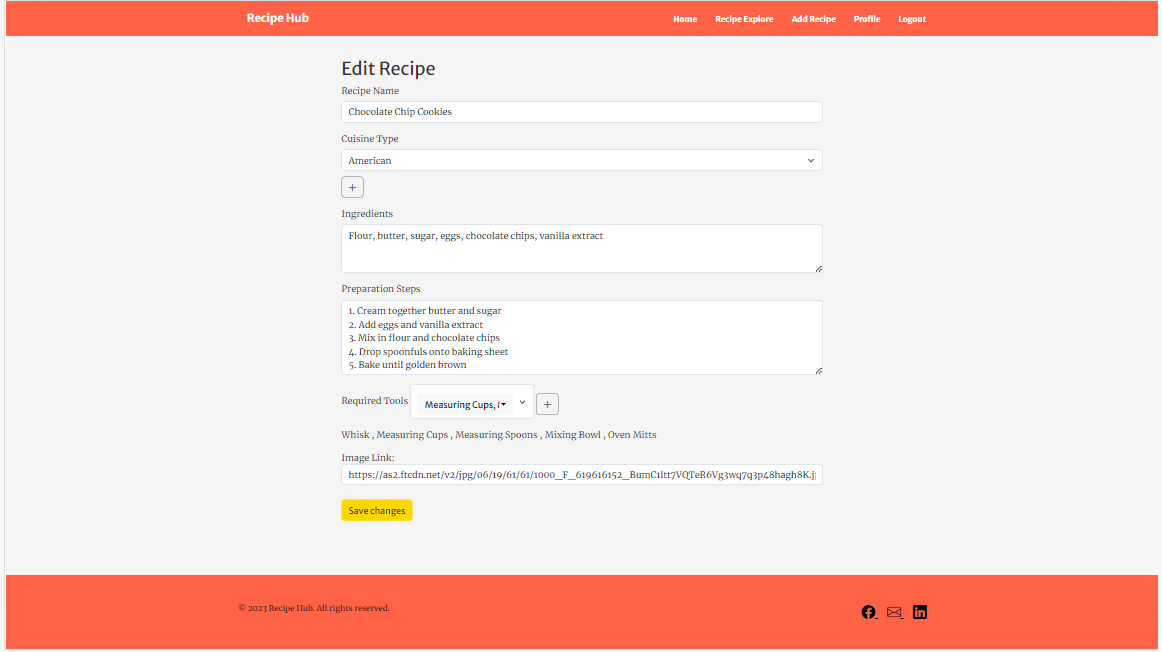 Recipe Hub
Home Recipe Explore Add Recipe Profile Logout
Edit Recipe
Recipe Name
Chocolate Chip Cookies
Cuisine Type
American
+
Ingredients
Flour, butter, sugar, eggs, chocolate chips, vanilla extract
Preparation Steps
1. Cream together butter and sugar
2. Add eggs and vanilla extract
3. Mix in flour and chocolate chips
4. Drop spoonfuls onto baking sheet
5. Bake until golden brown
Required Tools Measuring Cups, +
Whisk , Measuring Cups , Measuring Spoons , Mixing Bowl , Oven Mitts
Image Link:
https://as2.ftcdn.net/v2/jpg/06/19/61/61/1000_F_619616152_BumC1ltt7VQTeR6Vg3wq7q3p48hagh8K.j
Save changes
© 2023 Recipe Hub. All rights reserved.